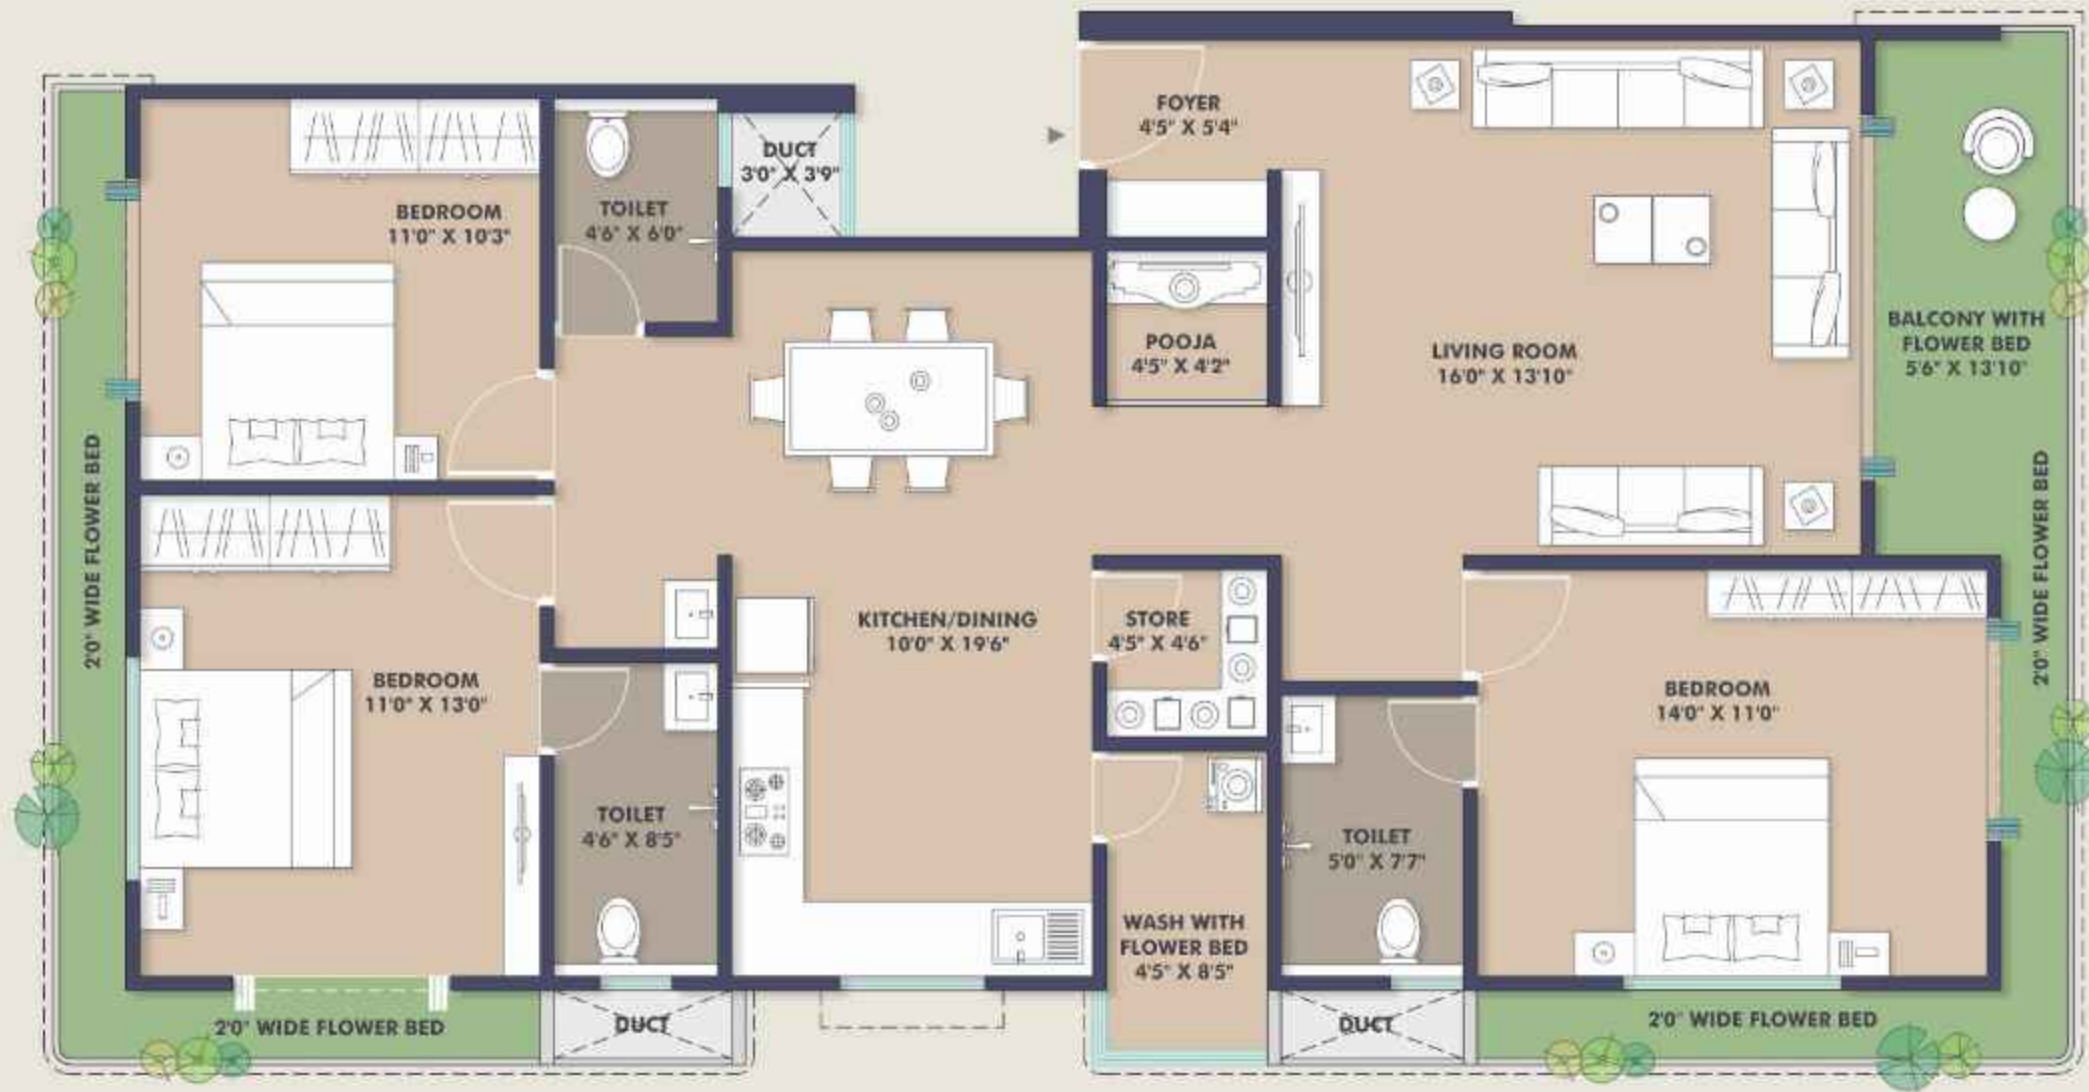 FOYER
4'5" X 5'4"
DUCT
3'0" X 3'9"
BEDROOM
11'0" X 10'3"
TOILET
4'6" X 6'0"
POOJA
4'5" X 4'2"
LIVING ROOM
16'0" X 13'10"
BALCONY WITH
FLOWER BED
5'6" X 13'10"
2'0" WIDE FLOWER BED
2'0" WIDE FLOWER BED
KITCHEN/DINING
10'0" X 19'6"
STORE
4'5" X 4'6"
BEDROOM
11'0" X 13'0"
BEDROOM
14'0" X 11'0"
TOILET
4'6" X 8'5"
TOILET
5'0" X 7'7"
WASH WITH
FLOWER BED
4'5" X 8'5"
2'0" WIDE FLOWER BED
DUCT
DUCT
2'0" WIDE FLOWER BED